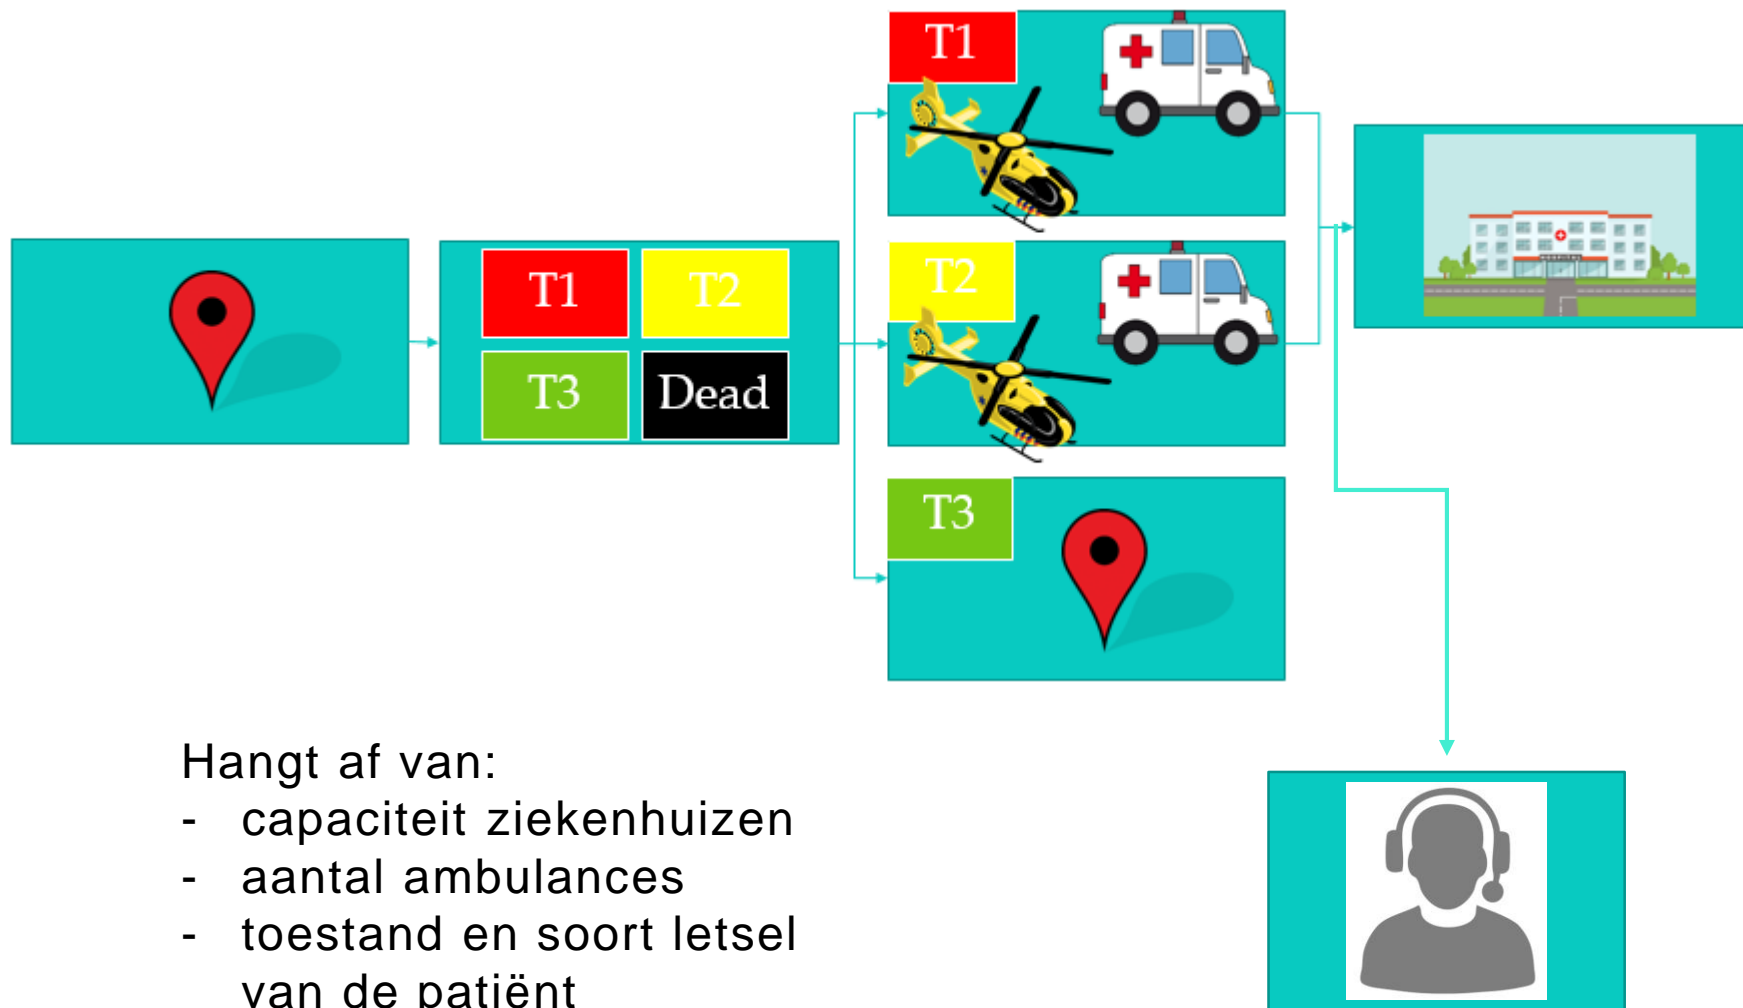 T1
T1
T2
T3
Dead
T2
T3
Hangt af van:
- capaciteit ziekenhuizen
- aantal ambulances
- toestand en soort letsel
van de patiënt